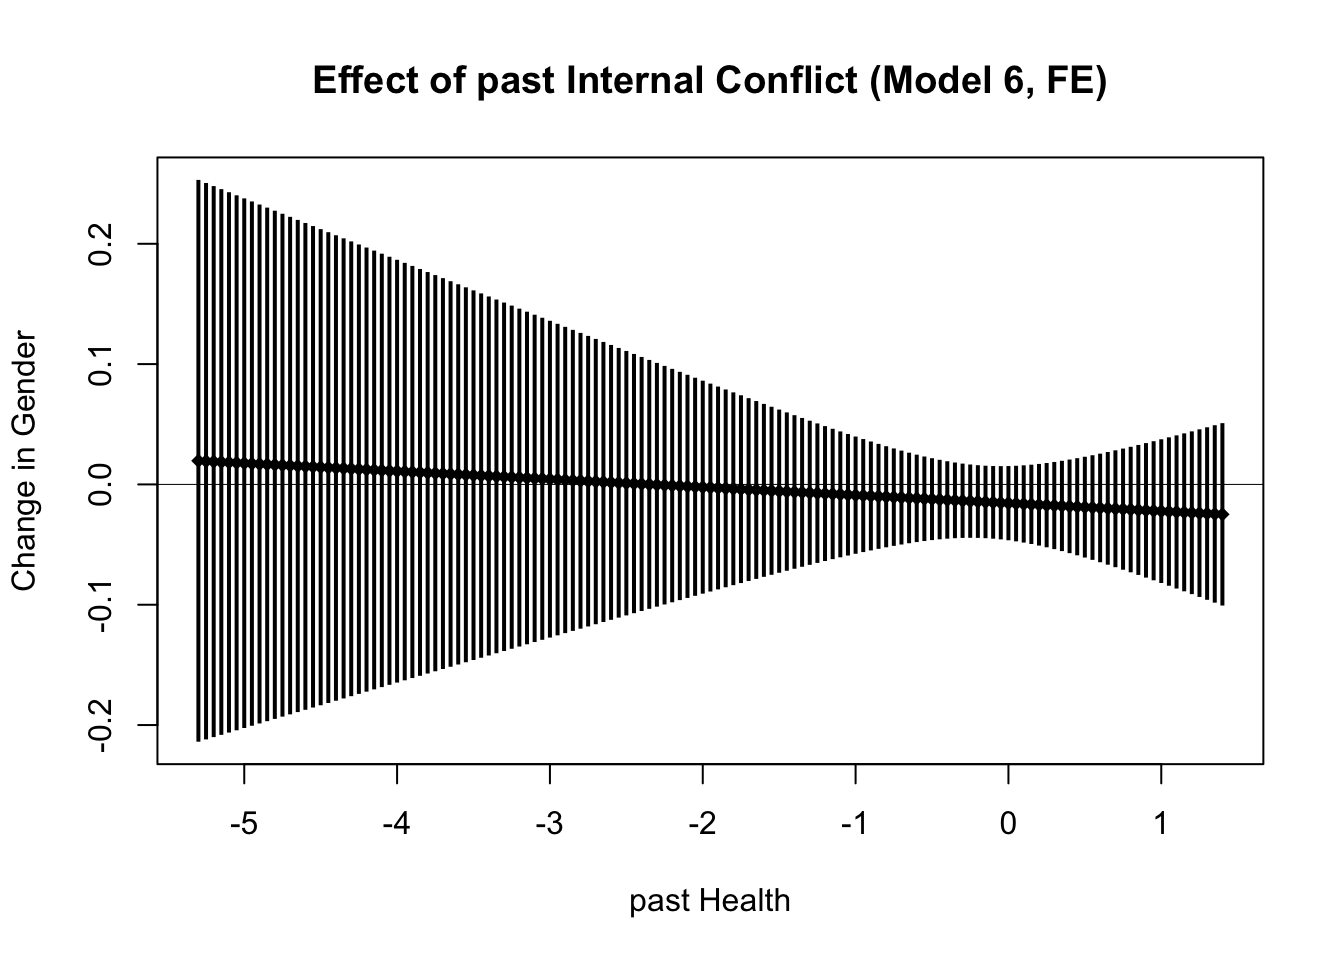 Effect of past Internal Conflict (Model 6, FE)
Change in Gender
0.2
0.1
0.0
-0.1
-0.2
-5 -4 -3 -2 -1 0 1
past Health